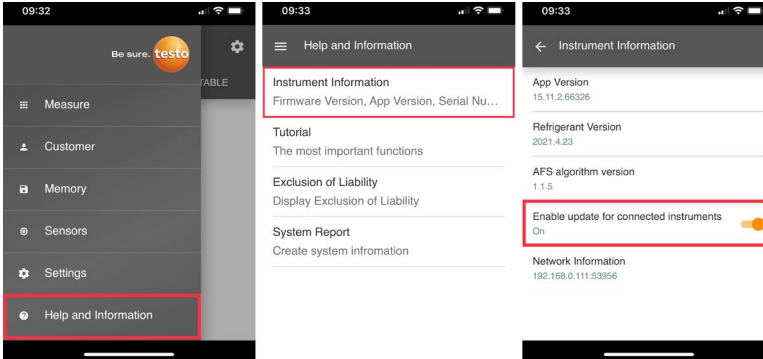 09:32
Be sure. testo
TABLE
Measure
Customer
Memory
Sensors
Settings
Help and Information
09:33
Help and Information
Instrument Information
Firmware Version, App Version, Serial Nu...
Tutorial
The most important functions
Exclusion of Liability
Display Exclusion of Liability
System Report
Create system infromation
09:33
Instrument Information
App Version
15.11.2.66326
Refrigerant Version
2021.4.23
AFS algorithm version
1.1.5
Enable update for connected instruments
On
Network Information
192.168.0.111:53956